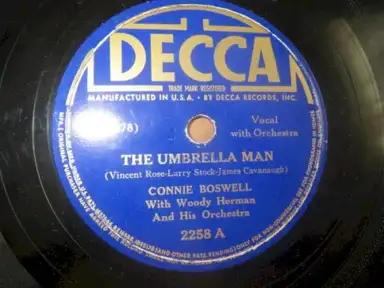 DECCA
TRADE MARK REGISTERED
MANUFACTURED IN U.S.A. • BY DECCA RECORDS, INC.
78)
Vocal
with Orchestra
THE UMBRELLA MAN
(Vincent Rose-Larry Stock-James Cavanaugh)
CONNIE BOSWELL
With Woody Herman
And His Orchestra
2258 A